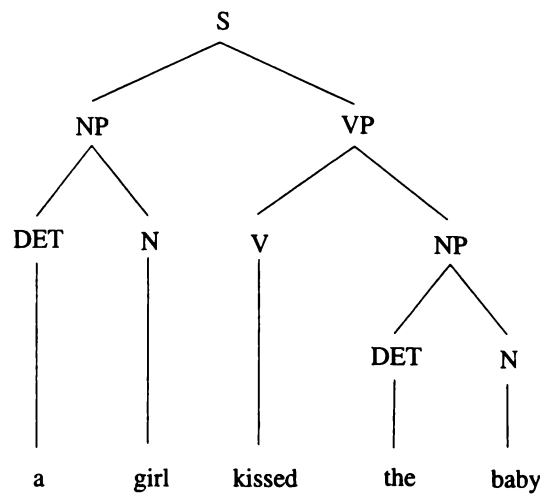 S
NP VP
DET N V NP
DET N
a girl kissed the baby